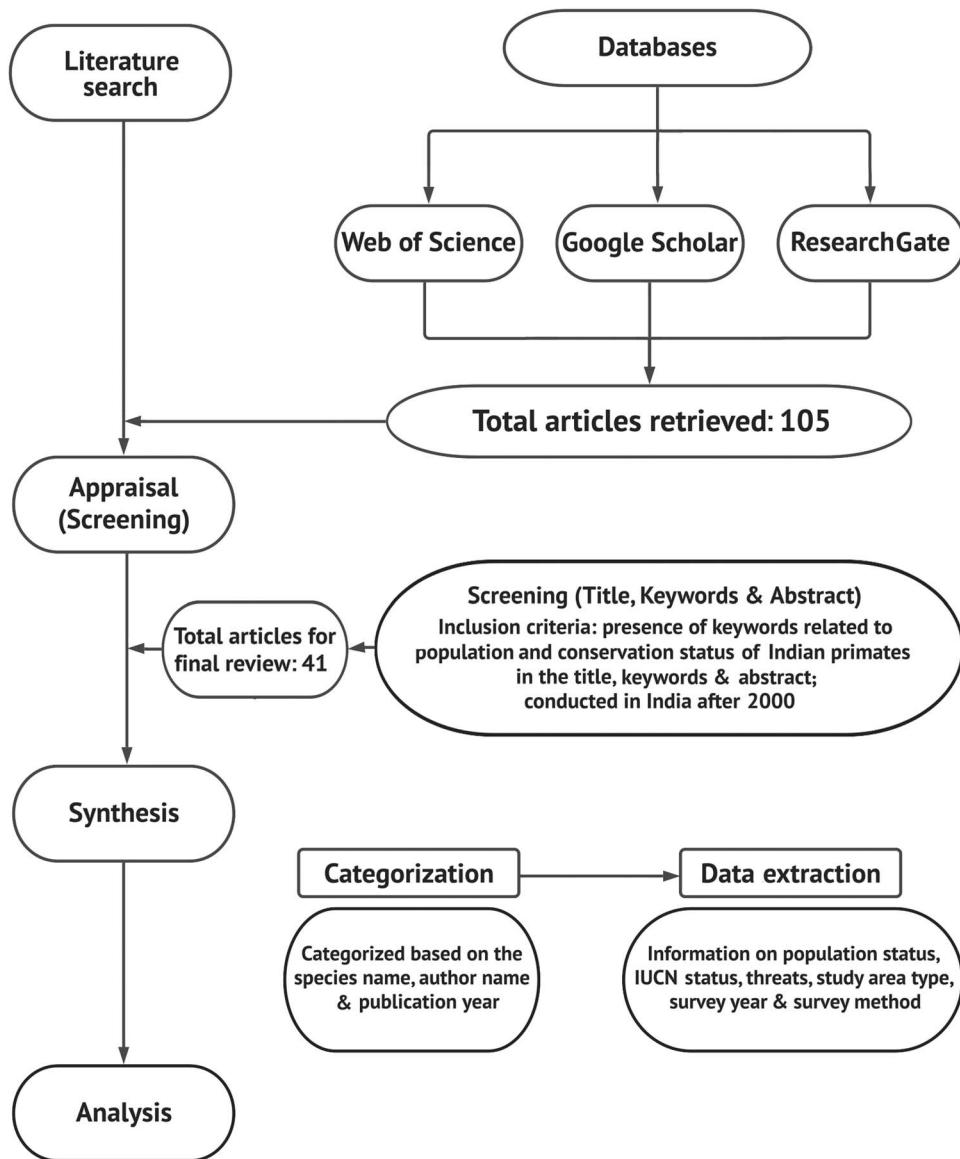 Literature
search
Databases
Web of Science
Google Scholar
ResearchGate
Total articles retrieved: 105
Appraisal
(Screening)
Screening (Title, Keywords & Abstract)
Inclusion criteria: presence of keywords related to
population and conservation status of Indian primates
in the title, keywords & abstract;
conducted in India after 2000
Total articles for
final review: 41
Synthesis
Categorization
Data extraction
Categorized based on the
species name, author name
& publication year
Information on population status,
IUCN status, threats, study area type,
survey year & survey method
Analysis